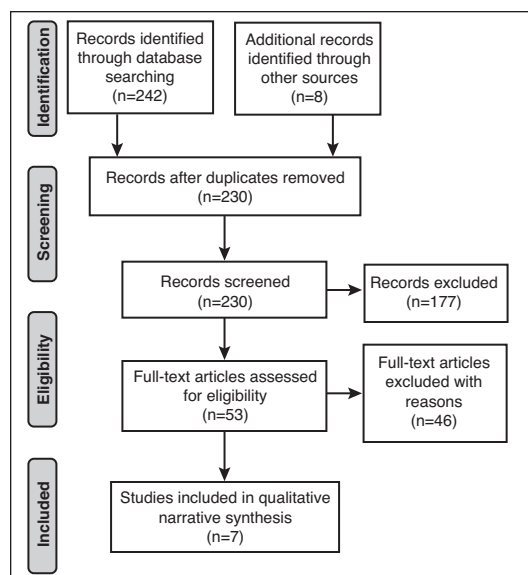 Identification
Records identified
through database
searching
(n=242)
Additional records
identified through
other sources
(n=8)
Screening
Records after duplicates removed
(n=230)
Records screened
(n=230)
Records excluded
(n=177)
Eligibility
Full-text articles assessed
for eligibility
(n=53)
Full-text articles
excluded with
reasons
(n=46)
Included
Studies included in qualitative
narrative synthesis
(n=7)